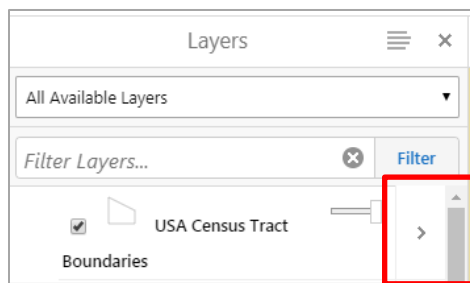 Layers
All Available Layers
Filter Layers...
Filter
USA Census Tract
Boundaries